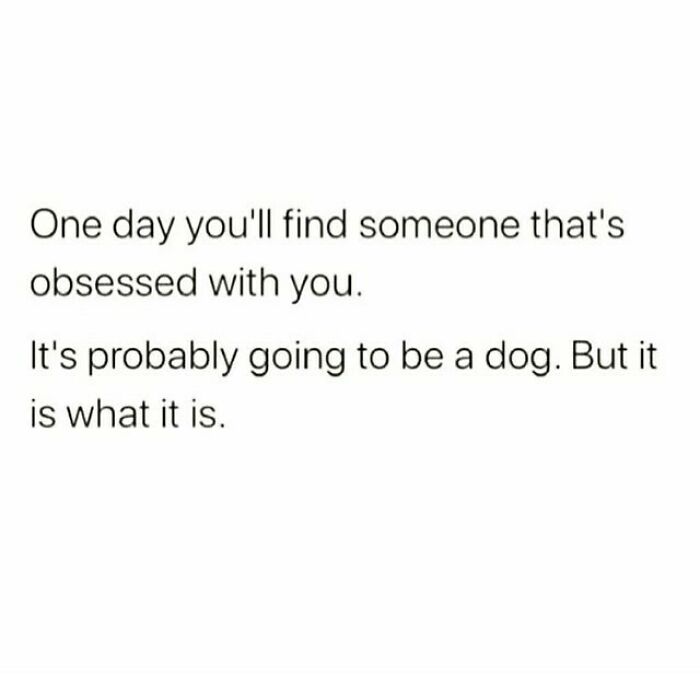 One day you'll find someone that's
obsessed with you.
It's probably going to be a dog. But it
is what it is.